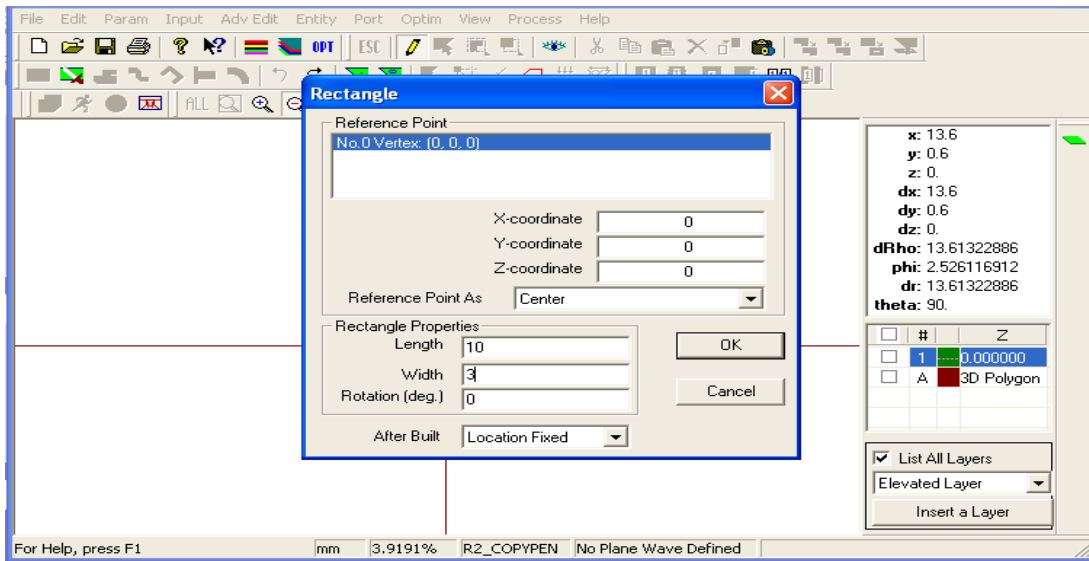 File Edit Param Input Adv Edit Entity Port Optim View Process Help
OPT ESC
ALL
Rectangle
Reference Point
No.0 Vertex: (0, 0, 0)
X-coordinate 0
Y-coordinate 0
Z-coordinate 0
Reference Point As Center
Rectangle Properties
Length 10
Width 3
Rotation (deg.) 0
OK
Cancel
After Built Location Fixed
x: 13.6
y: 0.6
z: 0.
dx: 13.6
dy: 0.6
dz: 0.
dRho: 13.61322886
phi: 2.526116912
dr: 13.61322886
theta: 90.
# Z
1 0.000000
A 3D Polygon
List All Layers
Elevated Layer
Insert a Layer
For Help, press F1 mm 3.9191% R2_COPYPEN No Plane Wave Defined